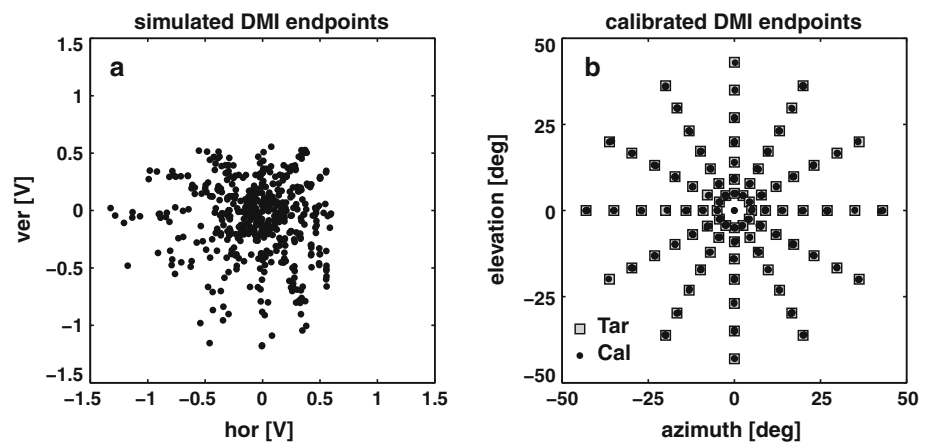 simulated DMI endpoints
a
1.5
1
0.5
0
−0.5
−1
−1.5
ver [V]
−1.5 −1 −0.5 0 0.5 1 1.5
hor [V]
calibrated DMI endpoints
b
50
25
0
−25
−50
elevation [deg]
Tar
Cal
−50 −25 0 25 50
azimuth [deg]